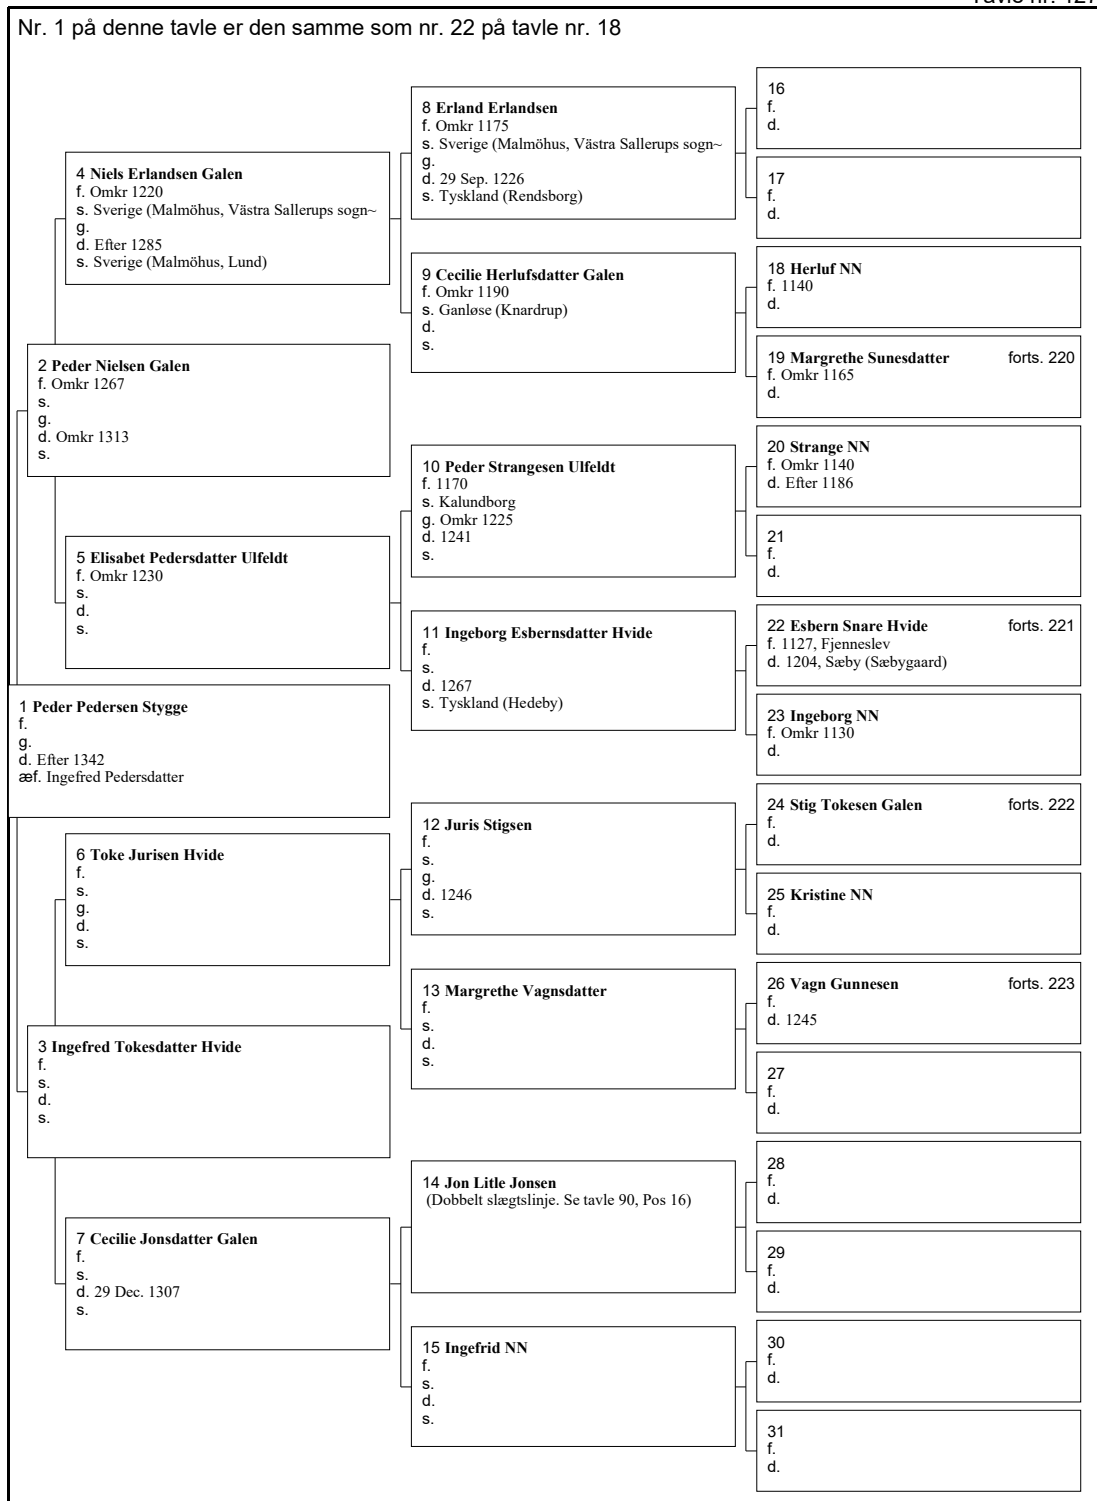 Tavle nr. 127
Nr. 1 på denne tavle er den samme som nr. 22 på tavle nr. 18
1 Peder Pedersen Stygge
f.
g.
d. Efter 1342
æf. Ingefred Pedersdatter
2 Peder Nielsen Galen
f. Omkr 1267
s.
g.
d. Omkr 1313
s.
3 Ingefred Tokesdatter Hvide
f.
s.
d.
s.
4 Niels Erlandsen Galen
f. Omkr 1220
s. Sverige (Malmöhus, Västra Sallerups sogn~
g.
d. Efter 1285
s. Sverige (Malmöhus, Lund)
5 Elisabet Pedersdatter Ulfeldt
f. Omkr 1230
s.
d.
s.
6 Toke Jurisen Hvide
f.
s.
g.
d.
s.
7 Cecilie Jonsdatter Galen
f.
s.
d. 29 Dec. 1307
s.
8 Erland Erlandsen
f. Omkr 1175
s. Sverige (Malmöhus, Västra Sallerups sogn~
g.
d. 29 Sep. 1226
s. Tyskland (Rendsborg)
9 Cecilie Herlufsdatter Galen
f. Omkr 1190
s. Ganløse (Knardrup)
d.
s.
10 Peder Strangesen Ulfeldt
f. 1170
s. Kalundborg
g. Omkr 1225
d. 1241
s.
11 Ingeborg Esbernsdatter Hvide
f.
s.
d. 1267
s. Tyskland (Hedeby)
12 Juris Stigsen
f.
s.
g.
d. 1246
s.
13 Margrethe Vagnsdatter
f.
s.
d.
s.
14 Jon Litle Jonsen
(Dobbelt slægtslinje. Se tavle 90, Pos 16)
15 Ingefrid NN
f.
s.
d.
s.
16
f.
d.
17
f.
d.
18 Herluf NN
f. 1140
d.
19 Margrethe Sunesdatter forts. 220
f. Omkr 1165
d.
20 Strange NN
f. Omkr 1140
d. Efter 1186
21
f.
d.
22 Esbern Snare Hvide forts. 221
f. 1127, Fjenneslev
d. 1204, Sæby (Sæbygaard)
23 Ingeborg NN
f. Omkr 1130
d.
24 Stig Tokesen Galen forts. 222
f.
d.
25 Kristine NN
f.
d.
26 Vagn Gunnesen forts. 223
f.
d. 1245
27
f.
d.
28
f.
d.
29
f.
d.
30
f.
d.
31
f.
d.